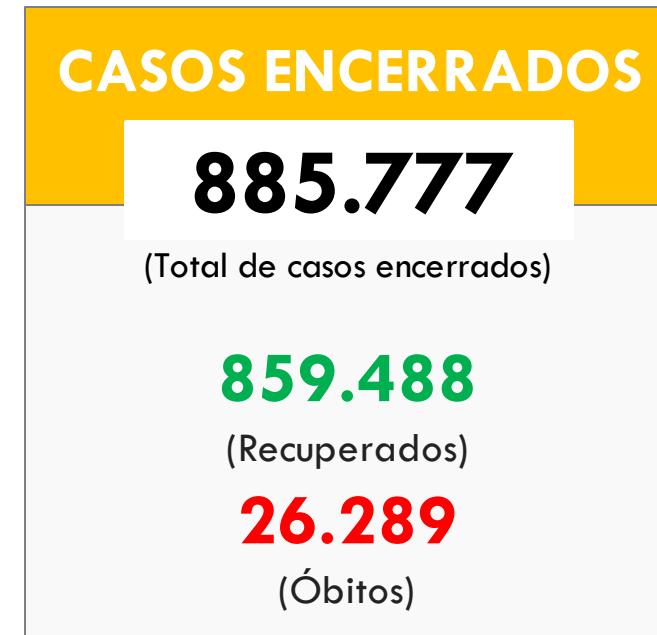 CASOS ENCERRADOS
885.777
(Total de casos encerrados)
859.488
(Recuperados)
26.289
(Óbitos)